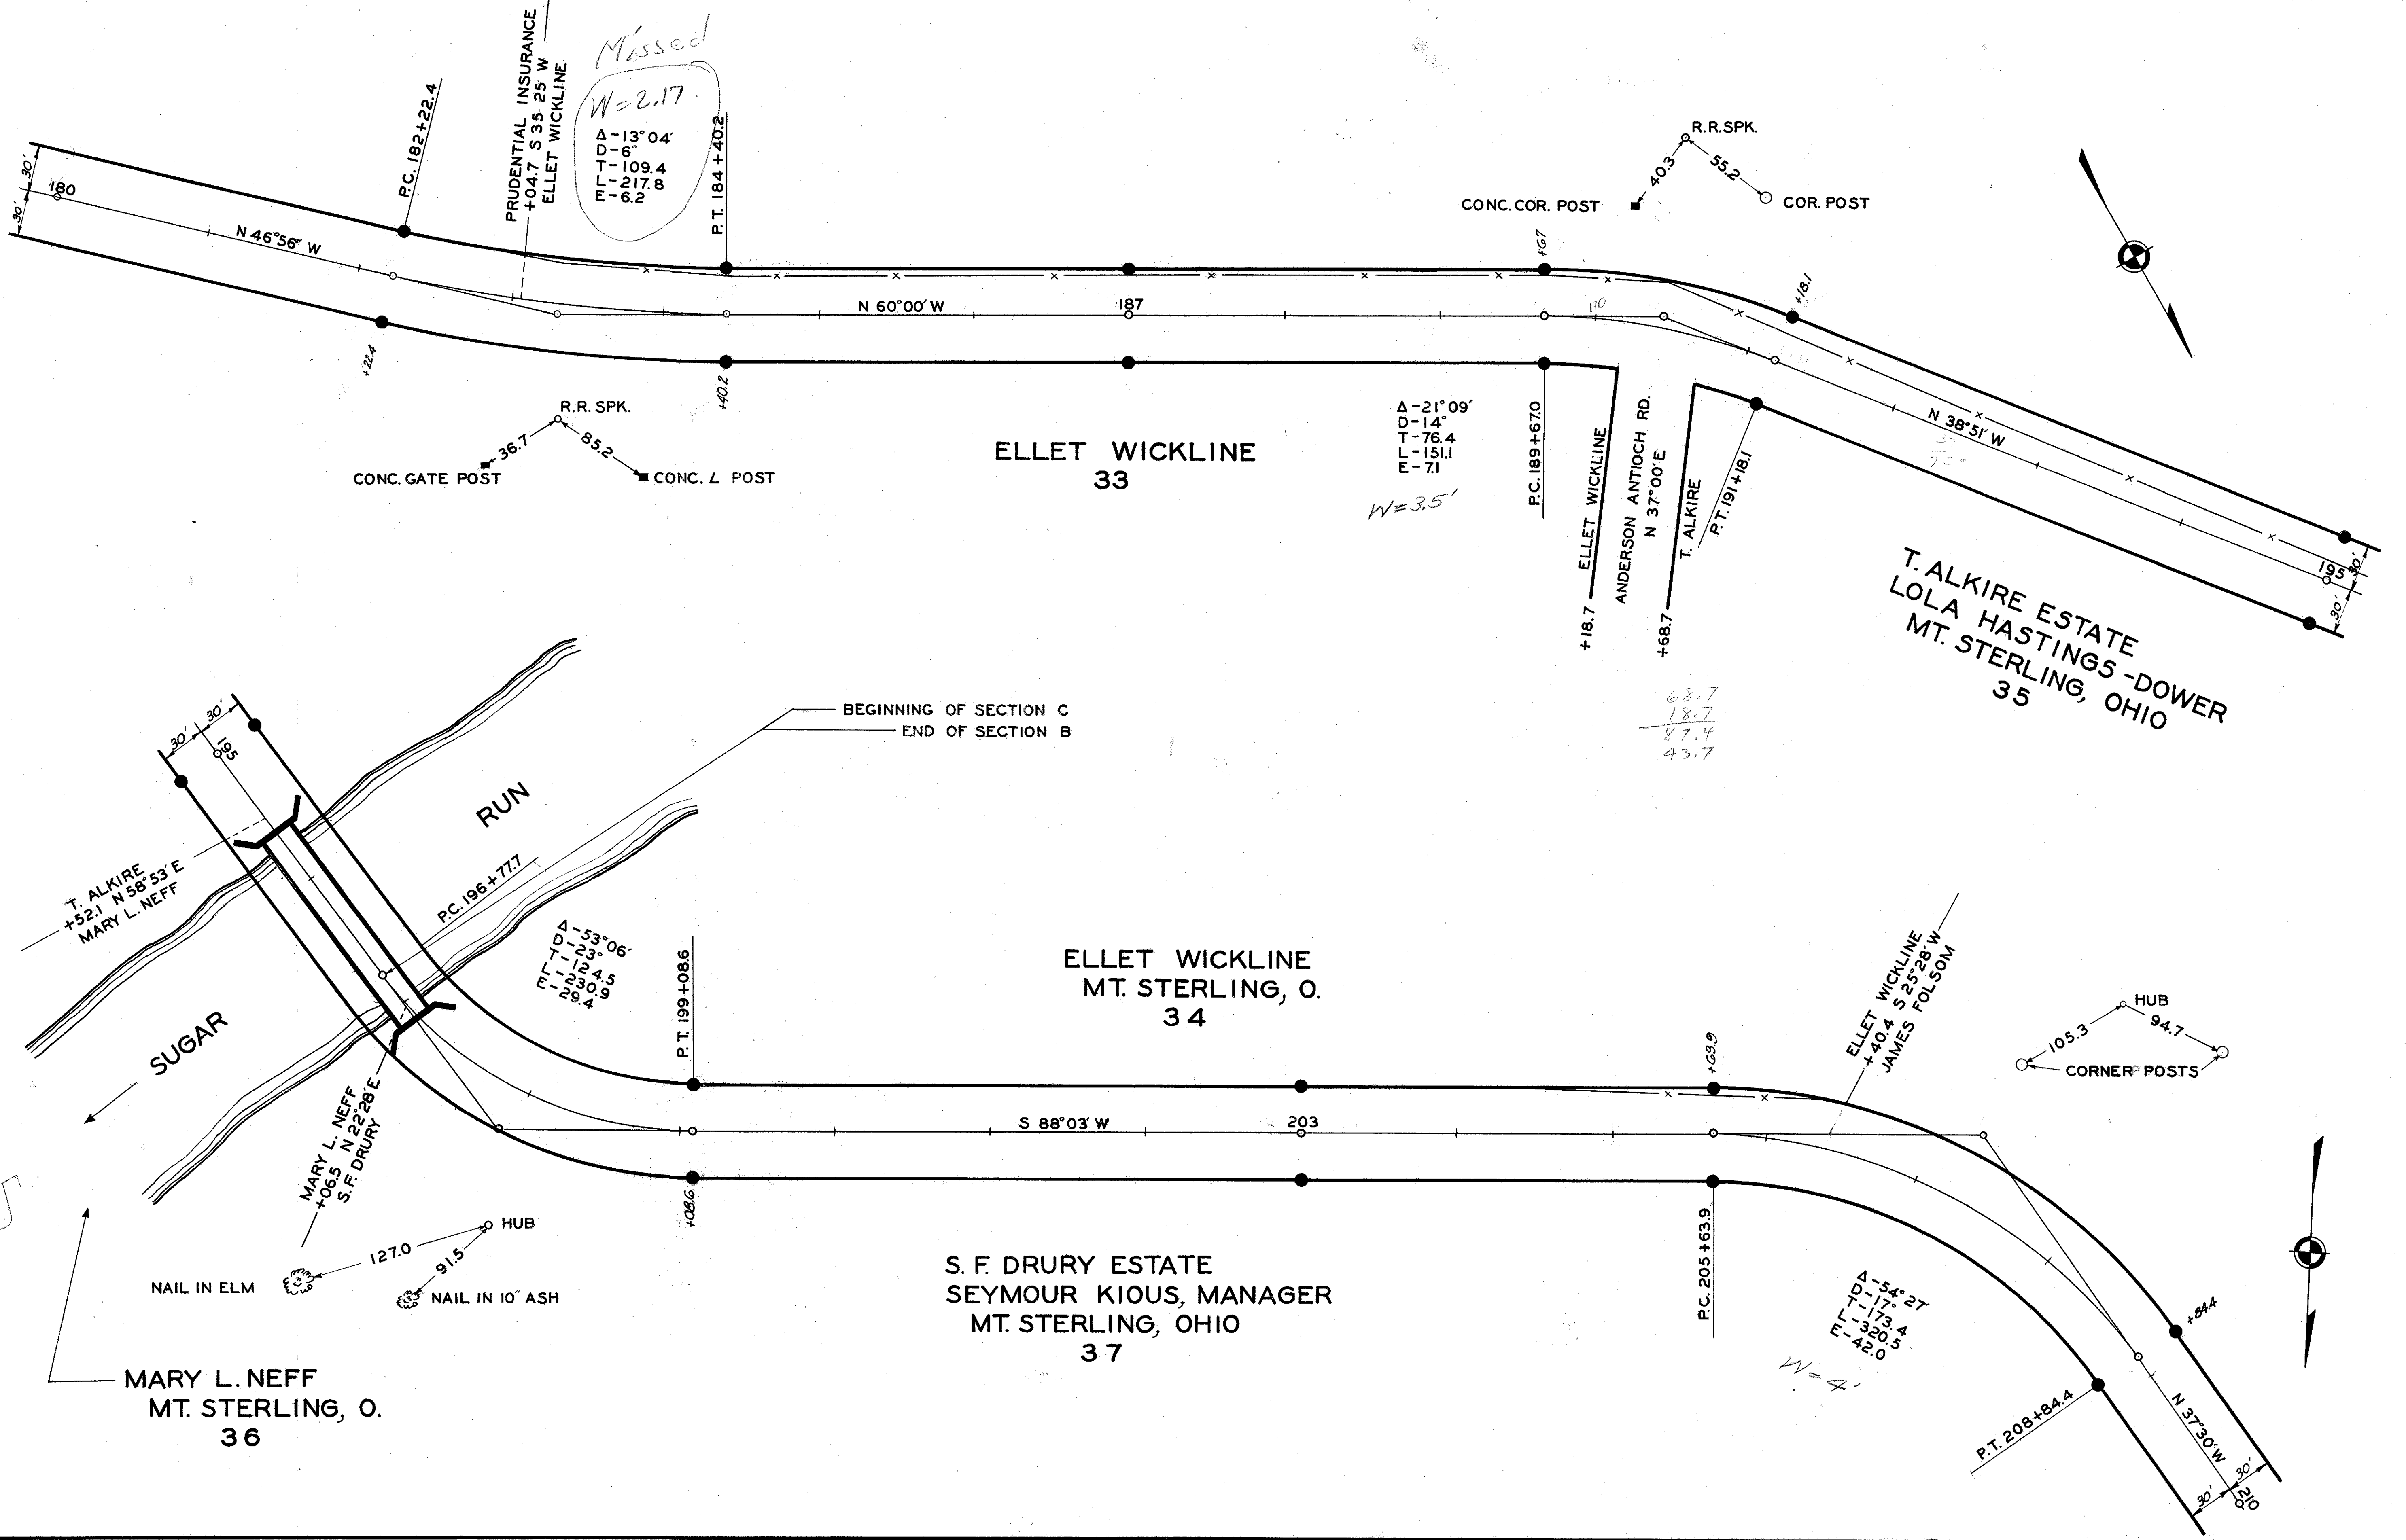 Missed
W=2.17
Δ-13°04'
D-6°
T-109.4
L-217.8
E-6.2
PRUDENTIAL INSURANCE
+04.7 S 35 25 W
ELLET WICKLINE
P.C. 182+22.4
P.T. 184+40.2
30'
30'
180
N 46°56' W
+22.4
+40.2
N 60°00' W
187
+67
190
R.R.SPK.
40.3
55.2
CONC. COR. POST
COR. POST
+18.1
R.R. SPK.
36.7
85.2
CONC. GATE POST
CONC. L POST
ELLET WICKLINE
33
Δ-21°09'
D-14°
T-76.4
L-151.1
E-7.1
W=3.5'
P.C. 189+67.0
+18.7 ELLET WICKLINE
ANDERSON ANTIOCH RD.
N 37°00'E
+68.7 T. ALKIRE
P.T. 191+18.1
N 38°51' W
195
30'
30'
T. ALKIRE ESTATE
LOLA HASTINGS-DOWER
MT. STERLING, OHIO
35
68.7
18.7
87.4
43.7
30'
30'
195
BEGINNING OF SECTION C
END OF SECTION B
SUGAR RUN
T. ALKIRE
+52.1 N 58°53' E
MARY L. NEFF
P.C. 196+77.7
Δ-53°06'
D-23°
T-124.5
L-230.9
E-29.4
P.T. 199+08.6
ELLET WICKLINE
MT. STERLING, O.
34
+63.9
ELLET WICKLINE
+40.4 S 25°28' W
JAMES FOLSOM
HUB
105.3
94.7
CORNER POSTS
S 88°03' W
203
MARY L. NEFF
+06.5 N 22°28' E
S.F. DRURY
+08.6
HUB
127.0
91.5
NAIL IN ELM
NAIL IN 10" ASH
S. F. DRURY ESTATE
SEYMOUR KIOUS, MANAGER
MT. STERLING, OHIO
37
P.C. 205+63.9
Δ-54°27'
D-17°
T-173.4
L-320.5
E-42.0
W=4'
+84.4
P.T. 208+84.4
N 37°30' W
30'
30'
210
MARY L. NEFF
MT. STERLING, O.
36